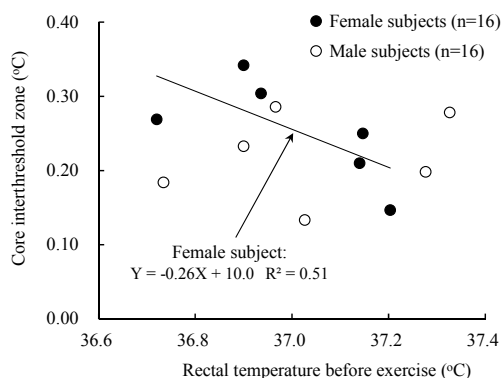 Female subjects (n=16)
Male subjects (n=16)
Core interthreshold zone (ºC)
0.40
0.30
0.20
0.10
0.00
Female subject:
Y = -0.26X + 10.0 R² = 0.51
36.6 36.8 37.0 37.2 37.4
Rectal temperature before exercise (ºC)